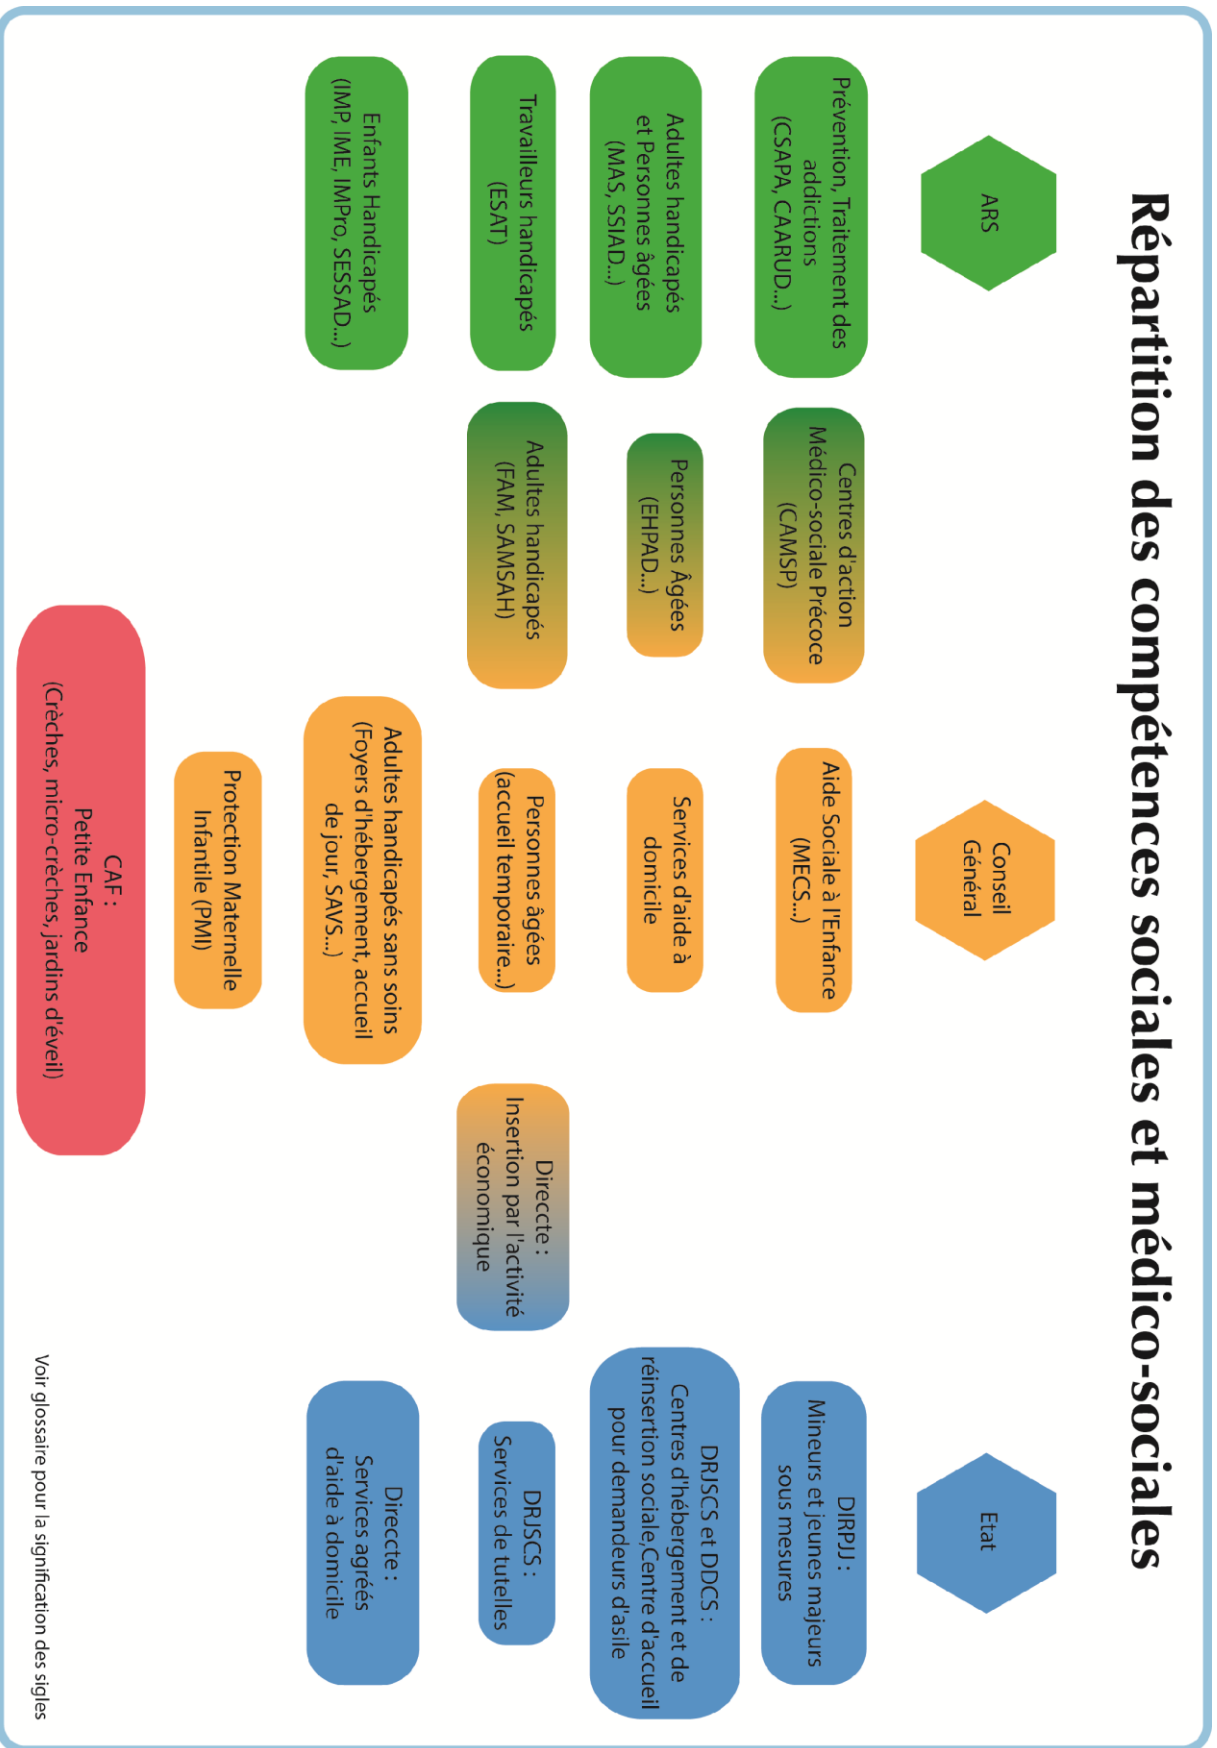 Répartition des compétences sociales et médico-sociales
ARS
Conseil
Général
Etat
Prévention, Traitement des
addictions
(CSAPA, CAARUD...)
Centres d'action
Médico-sociale Précoce
(CAMSP)
Aide Sociale à l'Enfance
(MECS...)
DIRPJJ :
Mineurs et jeunes majeurs
sous mesures
Adultes handicapés
et Personnes âgées
(MAS, SSIAD...)
Personnes Âgées
(EHPAD...)
Services d'aide à
domicile
DRJSCS et DDCS :
Centres d'hébergement et de
réinsertion sociale,Centre d'accueil
pour demandeurs d'asile
Travailleurs handicapés
(ESAT)
Adultes handicapés
(FAM, SAMSAH)
Personnes âgées
(accueil temporaire...)
Direccte :
Insertion par l'activité
économique
DRJSCS :
Services de tutelles
Enfants Handicapés
(IMP, IME, IMPro, SESSAD...)
Adultes handicapés sans soins
(Foyers d'hébergement, accueil
de jour, SAVS...)
Direccte :
Services agréés
d'aide à domicile
Protection Maternelle
Infantile (PMI)
CAF :
Petite Enfance
(Crèches, micro-crèches, jardins d'éveil)
Voir glossaire pour la signification des sigles